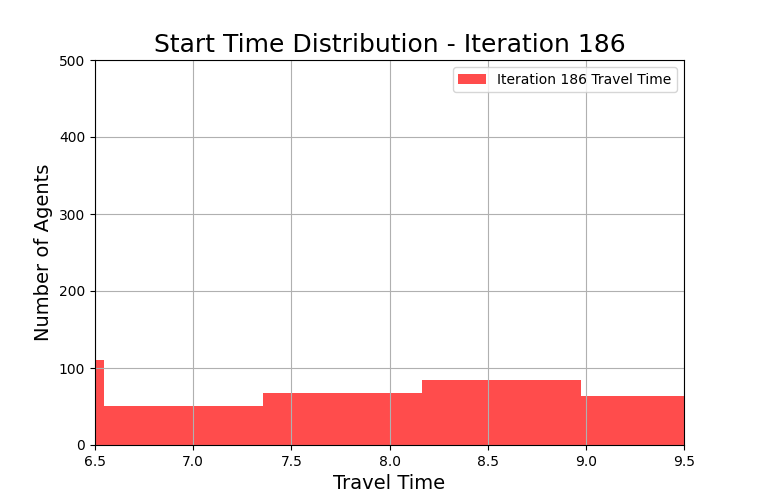 Start Time Distribution - Iteration 186
500
400
300
200
100
0
Number of Agents
Iteration 186 Travel Time
6.5 7.0 7.5 8.0 8.5 9.0 9.5
Travel Time